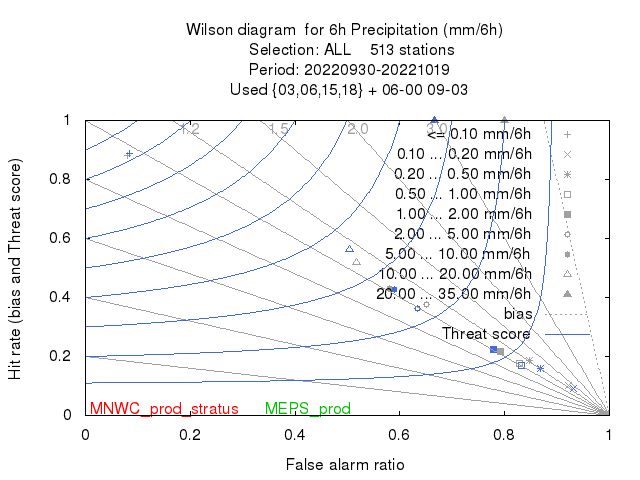 Wilson diagram for 6h Precipitation (mm/6h)
Selection: ALL 513 stations
Period: 20220930-20221019
Used {03,06,15,18} + 06-00 09-03
Hit rate (bias and Threat score)
1
0.8
0.6
0.4
0.2
0
1.2
1.5
2.0
3.0
<= 0.10 mm/6h
0.10 ... 0.20 mm/6h
0.20 ... 0.50 mm/6h
0.50 ... 1.00 mm/6h
1.00 ... 2.00 mm/6h
2.00 ... 5.00 mm/6h
5.00 ... 10.00 mm/6h
10.00 ... 20.00 mm/6h
20.00 ... 35.00 mm/6h
bias
Threat score
MNWC_prod_stratus MEPS_prod
0 0.2 0.4 0.6 0.8 1
False alarm ratio